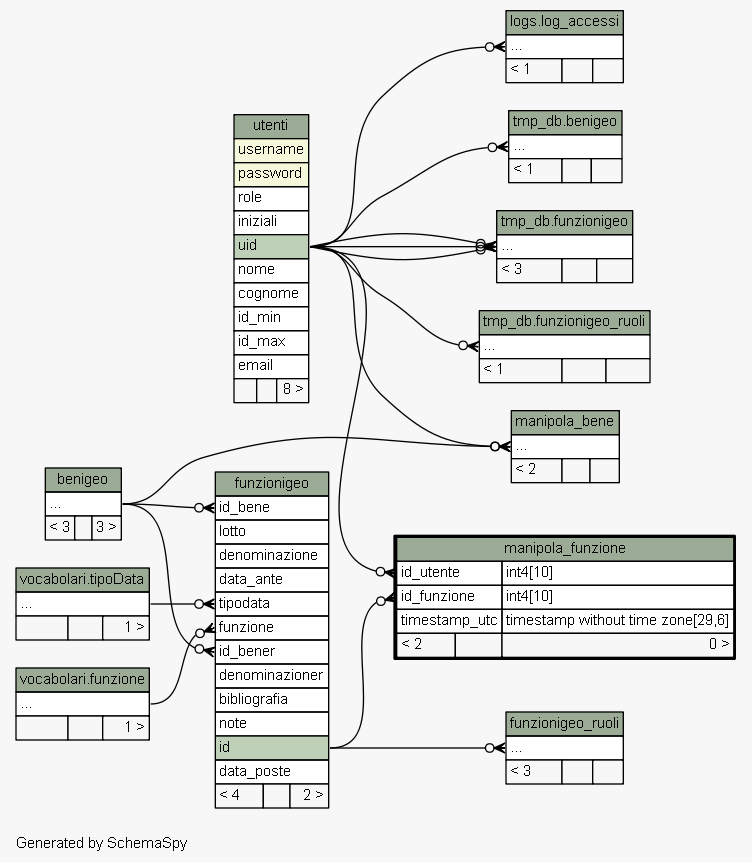 logs.log_accessi
...
< 1
tmp_db.benigeo
...
< 1
utenti
username
password
role
iniziali
uid
nome
cognome
id_min
id_max
email
8 >
tmp_db.funzionigeo
...
< 3
tmp_db.funzionigeo_ruoli
...
< 1
manipola_bene
...
< 2
benigeo
...
< 3 3 >
funzionigeo
id_bene
lotto
denominazione
data_ante
tipodata
funzione
id_bener
denominazioner
bibliografia
note
id
data_poste
< 4 2 >
manipola_funzione
id_utente int4[10]
id_funzione int4[10]
timestamp_utc timestamp without time zone[29,6]
< 2 0 >
vocabolari.tipoData
...
1 >
vocabolari.funzione
...
1 >
funzionigeo_ruoli
...
< 3
Generated by SchemaSpy